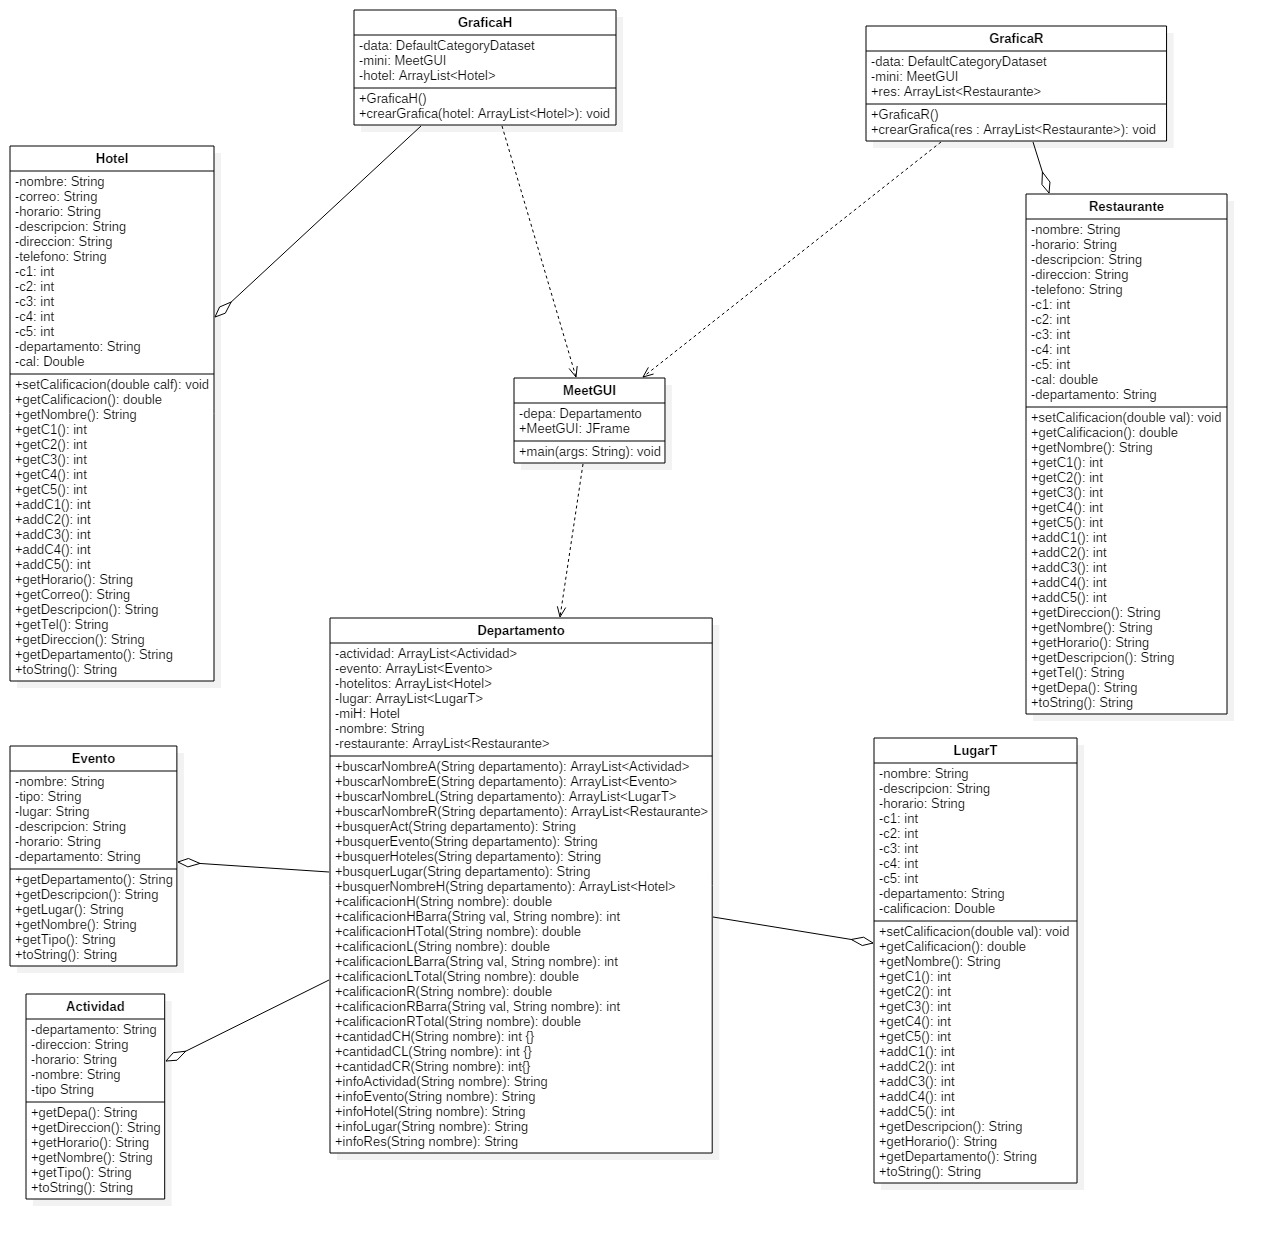 GraficaH
-data: DefaultCategoryDataset
-mini: MeetGUI
-hotel: ArrayList<Hotel>
+GraficaH()
+crearGrafica(hotel: ArrayList<Hotel>): void
GraficaR
-data: DefaultCategoryDataset
-mini: MeetGUI
+res: ArrayList<Restaurante>
+GraficaR()
+crearGrafica(res : ArrayList<Restaurante>): void
Hotel
-nombre: String
-correo: String
-horario: String
-descripcion: String
-direccion: String
-telefono: String
-c1: int
-c2: int
-c3: int
-c4: int
-c5: int
-departamento: String
-cal: Double
+setCalificacion(double calf): void
+getCalificacion(): double
+getNombre(): String
+getC1(): int
+getC2(): int
+getC3(): int
+getC4(): int
+getC5(): int
+addC1(): int
+addC2(): int
+addC3(): int
+addC4(): int
+addC5(): int
+getHorario(): String
+getCorreo(): String
+getDescripcion(): String
+getTel(): String
+getDireccion(): String
+getDepartamento(): String
+toString(): String
Restaurante
-nombre: String
-horario: String
-descripcion: String
-direccion: String
-telefono: String
-c1: int
-c2: int
-c3: int
-c4: int
-c5: int
-cal: double
-departamento: String
+setCalificacion(double val): void
+getCalificacion(): double
+getNombre(): String
+getC1(): int
+getC2(): int
+getC3(): int
+getC4(): int
+getC5(): int
+addC1(): int
+addC2(): int
+addC3(): int
+addC4(): int
+addC5(): int
+getDireccion(): String
+getNombre(): String
+getHorario(): String
+getDescripcion(): String
+getTel(): String
+getDepa(): String
+toString(): String
MeetGUI
-depa: Departamento
+MeetGUI: JFrame
+main(args: String): void
Departamento
-actividad: ArrayList<Actividad>
-evento: ArrayList<Evento>
-hotelitos: ArrayList<Hotel>
-lugar: ArrayList<LugarT>
-miH: Hotel
-nombre: String
-restaurante: ArrayList<Restaurante>
+buscarNombreA(String departamento): ArrayList<Actividad>
+buscarNombreE(String departamento): ArrayList<Evento>
+buscarNombreL(String departamento): ArrayList<LugarT>
+buscarNombreR(String departamento): ArrayList<Restaurante>
+busquerAct(String departamento): String
+busquerEvento(String departamento): String
+busquerHoteles(String departamento): String
+busquerLugar(String departamento): String
+busquerNombreH(String departamento): ArrayList<Hotel>
+calificacionH(String nombre): double
+calificacionHBarra(String val, String nombre): int
+calificacionHTotal(String nombre): double
+calificacionL(String nombre): double
+calificacionLBarra(String val, String nombre): int
+calificacionLTotal(String nombre): double
+calificacionR(String nombre): double
+calificacionRBarra(String val, String nombre): int
+calificacionRTotal(String nombre): double
+cantidadCH(String nombre): int {}
+cantidadCL(String nombre): int {}
+cantidadCR(String nombre): int{}
+infoActividad(String nombre): String
+infoEvento(String nombre): String
+infoHotel(String nombre): String
+infoLugar(String nombre): String
+infoRes(String nombre): String
Evento
-nombre: String
-tipo: String
-lugar: String
-descripcion: String
-horario: String
-departamento: String
+getDepartamento(): String
+getDescripcion(): String
+getLugar(): String
+getNombre(): String
+getTipo(): String
+toString(): String
LugarT
-nombre: String
-descripcion: String
-horario: String
-c1: int
-c2: int
-c3: int
-c4: int
-c5: int
-departamento: String
-calificacion: Double
+setCalificacion(double val): void
+getCalificacion(): double
+getNombre(): String
+getC1(): int
+getC2(): int
+getC3(): int
+getC4(): int
+getC5(): int
+addC1(): int
+addC2(): int
+addC3(): int
+addC4(): int
+addC5(): int
+getDescripcion(): String
+getHorario(): String
+getDepartamento(): String
+toString(): String
Actividad
-departamento: String
-direccion: String
-horario: String
-nombre: String
-tipo String
+getDepa(): String
+getDireccion(): String
+getHorario(): String
+getNombre(): String
+getTipo(): String
+toString(): String